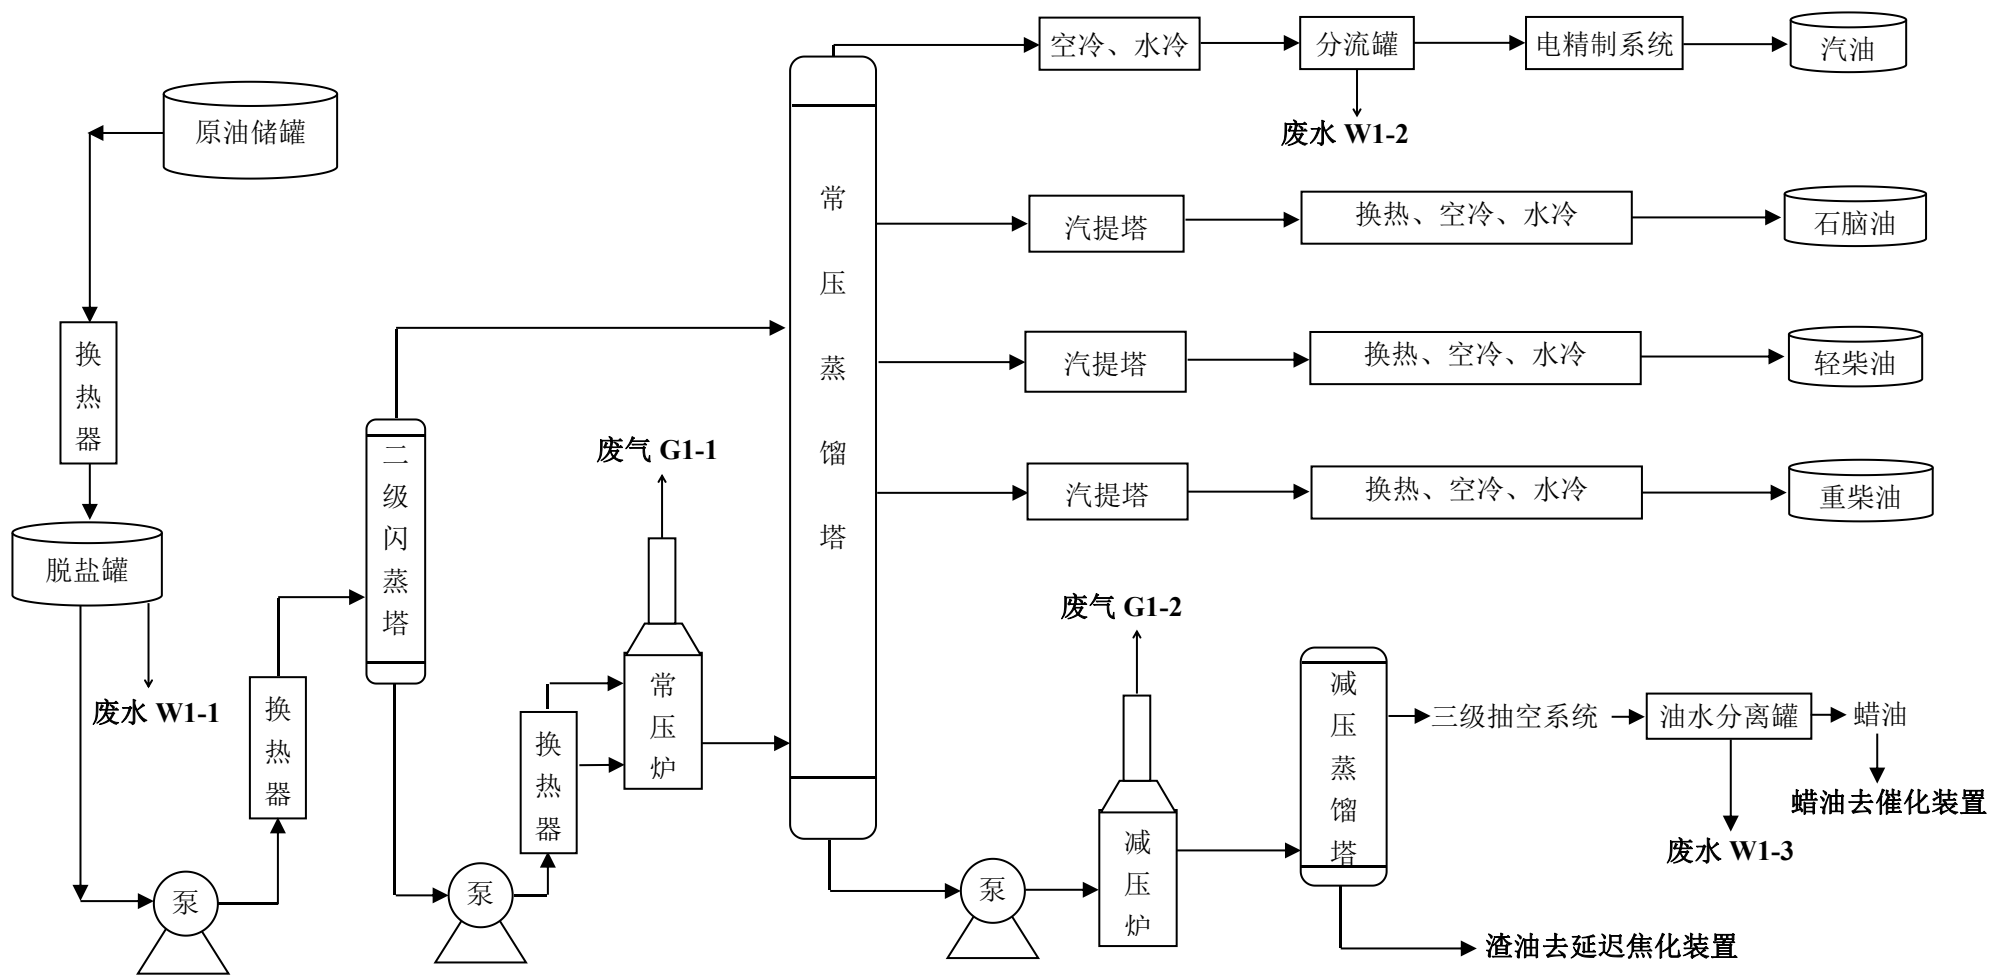 空冷、水冷
分流罐
电精制系统
汽油
废水 W1-2
原油储罐
常压蒸馏塔
汽提塔
换热、空冷、水冷
石脑油
换热器
汽提塔
换热、空冷、水冷
轻柴油
二级闪蒸塔
废气 G1-1
汽提塔
换热、空冷、水冷
重柴油
脱盐罐
废水 W1-1
换热器
常压炉
换热器
废气 G1-2
减压蒸馏塔
三级抽空系统
油水分离罐
蜡油
蜡油去催化装置
废水 W1-3
减压炉
泵
泵
泵
渣油去延迟焦化装置